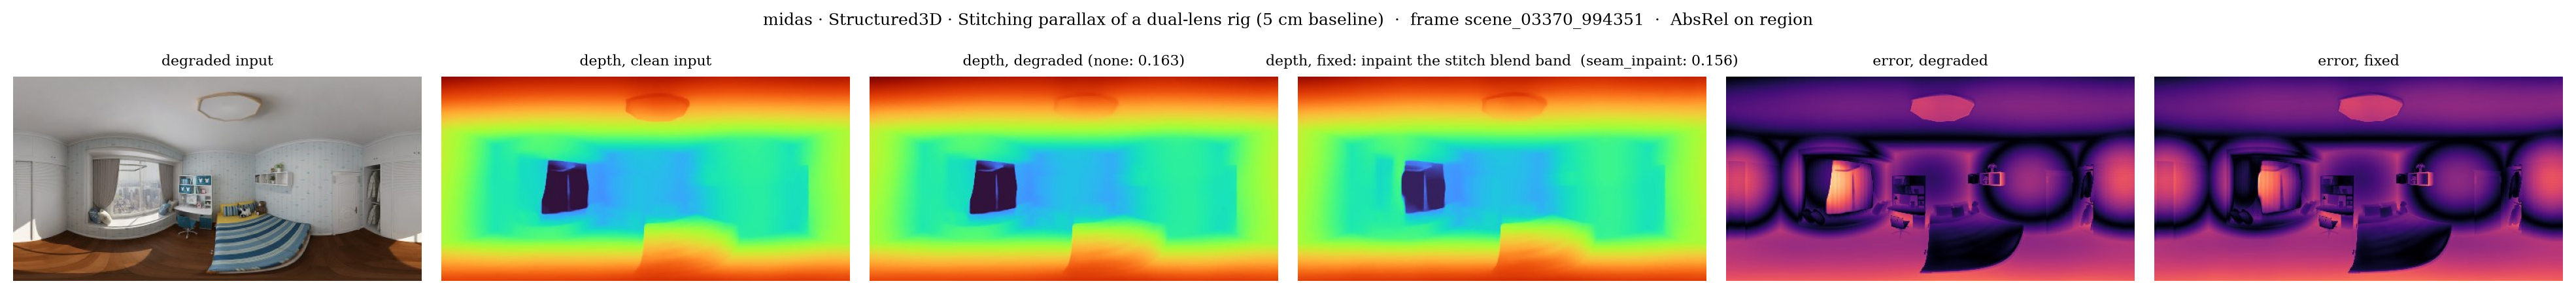 midas · Structured3D · Stitching parallax of a dual-lens rig (5 cm baseline) · frame scene_03370_994351 · AbsRel on region
degraded input
depth, clean input
depth, degraded (none: 0.163)
depth, fixed: inpaint the stitch blend band (seam_inpaint: 0.156)
error, degraded
error, fixed